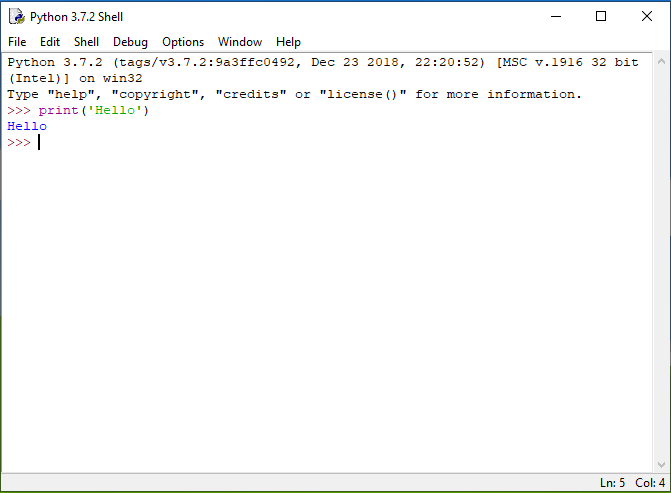 Python 3.7.2 Shell
File Edit Shell Debug Options Window Help
Python 3.7.2 (tags/v3.7.2:9a3ffc0492, Dec 23 2018, 22:20:52) [MSC v.1916 32 bit
(Intel)] on win32
Type "help", "copyright", "credits" or "license()" for more information.
>>> print('Hello')
Hello
>>>
Ln: 5 Col: 4